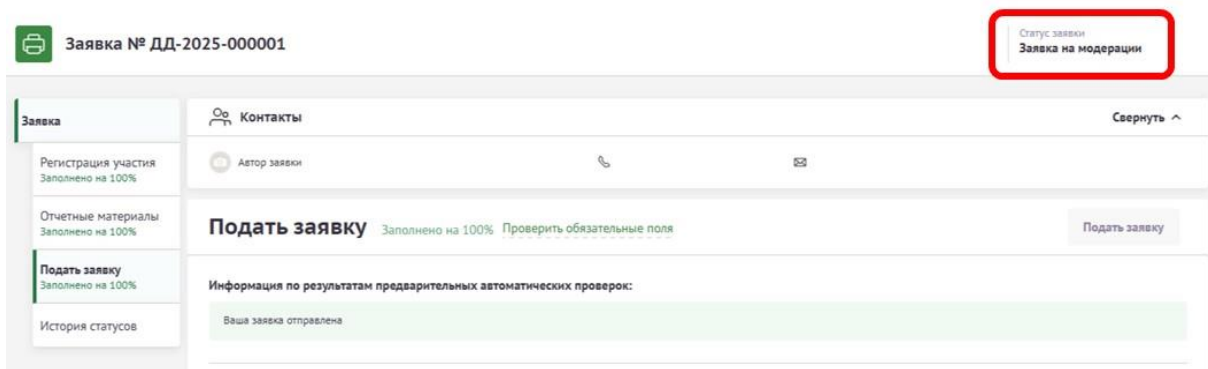 Заявка № ДД-2025-000001
Статус заявки
Заявка на модерации
Заявка
Регистрация участия
Заполнено на 100%
Отчетные материалы
Заполнено на 100%
Подать заявку
Заполнено на 100%
История статусов
Контакты
Свернуть
Автор заявки
Подать заявку Заполнено на 100% Проверить обязательные поля
Подать заявку
Информация по результатам предварительных автоматических проверок:
Ваша заявка отправлена